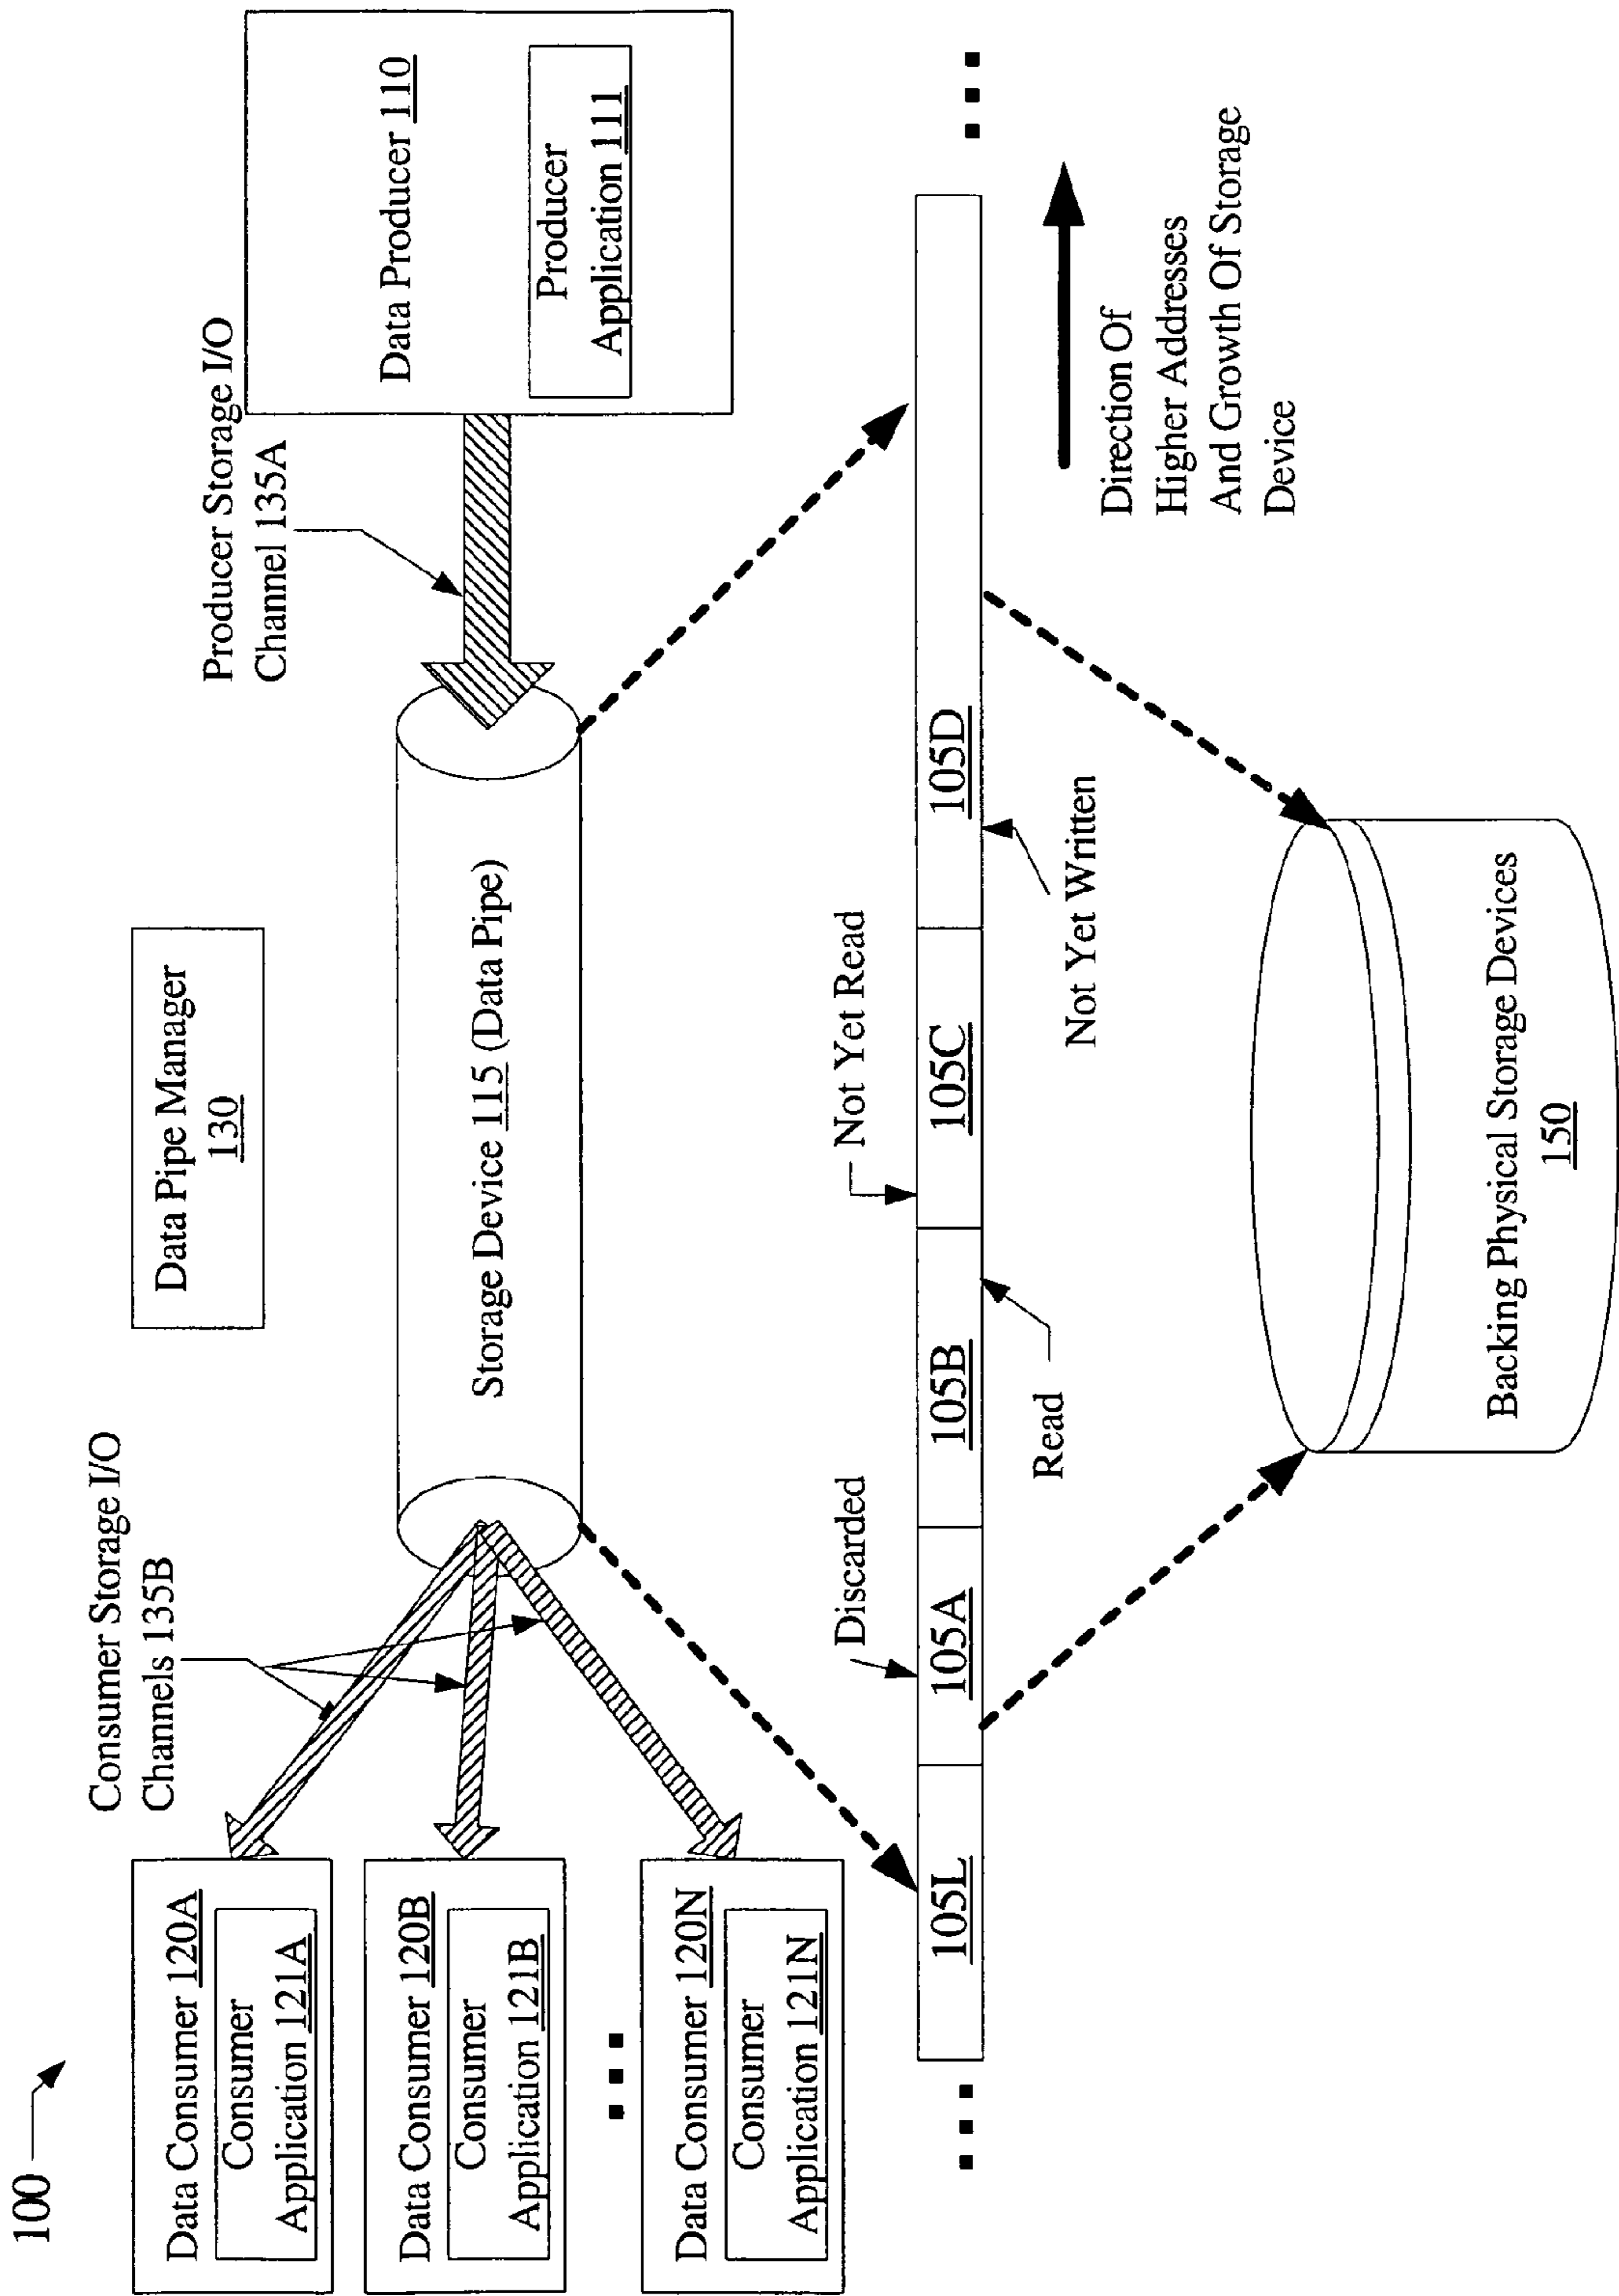 100
Data Consumer 120A
Consumer
Application 121A
Data Consumer 120B
Consumer
Application 121B
Data Consumer 120N
Consumer
Application 121N
Consumer Storage I/O
Channels 135B
Data Pipe Manager
130
Storage Device 115 (Data Pipe)
Producer Storage I/O
Channel 135A
Data Producer 110
Producer
Application 111
Discarded
Not Yet Read
105L
105A
105B
105C
105D
Read
Not Yet Written
Direction Of
Higher Addresses
And Growth Of Storage
Device
Backing Physical Storage Devices
150